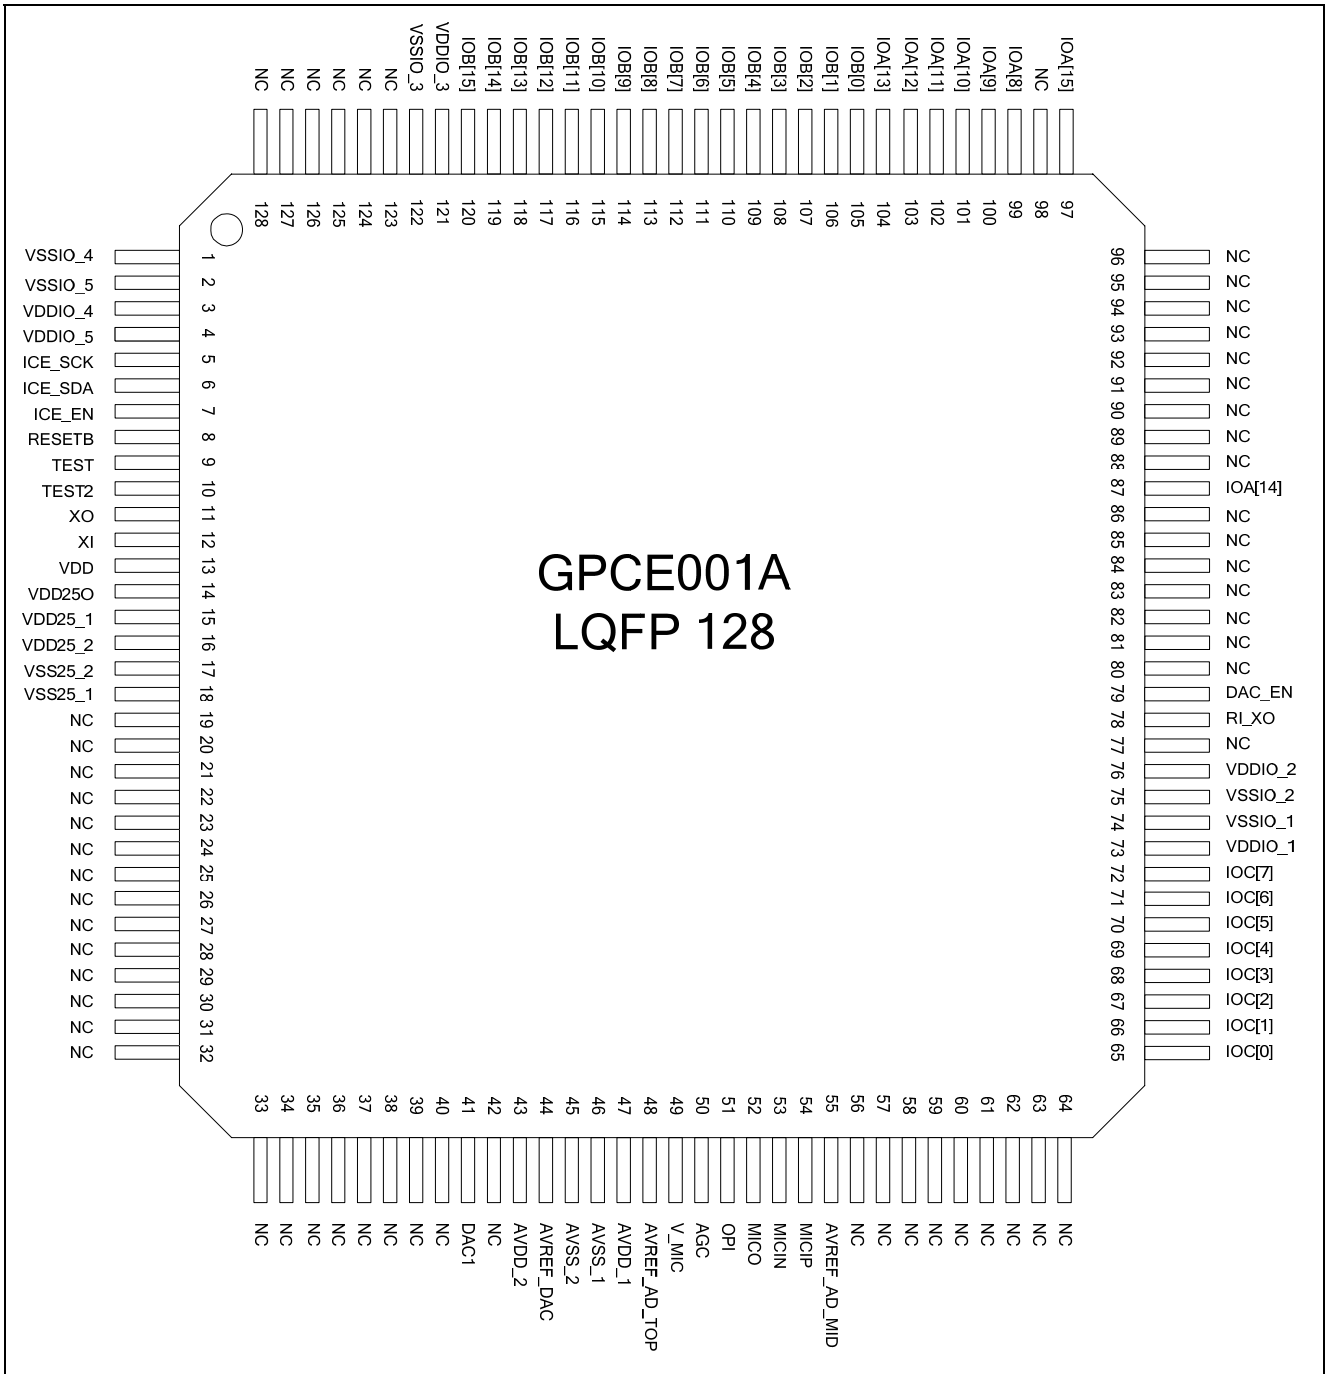 NC
NC
NC
NC
NC
NC
VSSIO_3
VDDIO_3
IOB[15]
IOB[14]
IOB[13]
IOB[12]
IOB[11]
IOB[10]
IOB[9]
IOB[8]
IOB[7]
IOB[6]
IOB[5]
IOB[4]
IOB[3]
IOB[2]
IOB[1]
IOB[0]
IOA[13]
IOA[12]
IOA[11]
IOA[10]
IOA[9]
IOA[8]
NC
IOA[15]
128
127
126
125
124
123
122
121
120
119
118
117
116
115
114
113
112
111
110
109
108
107
106
105
104
103
102
101
100
99
98
97
VSSIO_4 1
VSSIO_5 2
VDDIO_4 3
VDDIO_5 4
ICE_SCK 5
ICE_SDA 6
ICE_EN 7
RESETB 8
TEST 9
TEST2 10
XO 11
XI 12
VDD 13
VDD25O 14
VDD25_1 15
VDD25_2 16
VSS25_2 17
VSS25_1 18
NC 19
NC 20
NC 21
NC 22
NC 23
NC 24
NC 25
NC 26
NC 27
NC 28
NC 29
NC 30
NC 31
NC 32
GPCE001A
LQFP 128
96 NC
95 NC
94 NC
93 NC
92 NC
91 NC
90 NC
89 NC
88 NC
87 IOA[14]
86 NC
85 NC
84 NC
83 NC
82 NC
81 NC
80 NC
79 DAC_EN
78 RI_XO
77 NC
76 VDDIO_2
75 VSSIO_2
74 VSSIO_1
73 VDDIO_1
72 IOC[7]
71 IOC[6]
70 IOC[5]
69 IOC[4]
68 IOC[3]
67 IOC[2]
66 IOC[1]
65 IOC[0]
33
34
35
36
37
38
39
40
41
42
43
44
45
46
47
48
49
50
51
52
53
54
55
56
57
58
59
60
61
62
63
64
NC
NC
NC
NC
NC
NC
NC
NC
DAC1
NC
AVDD_2
AVREF_DAC
AVSS_2
AVSS_1
AVDD_1
AVREF_AD_TOP
V_MIC
AGC
OPI
MICO
MICIN
MICIP
AVREF_AD_MID
NC
NC
NC
NC
NC
NC
NC
NC
NC